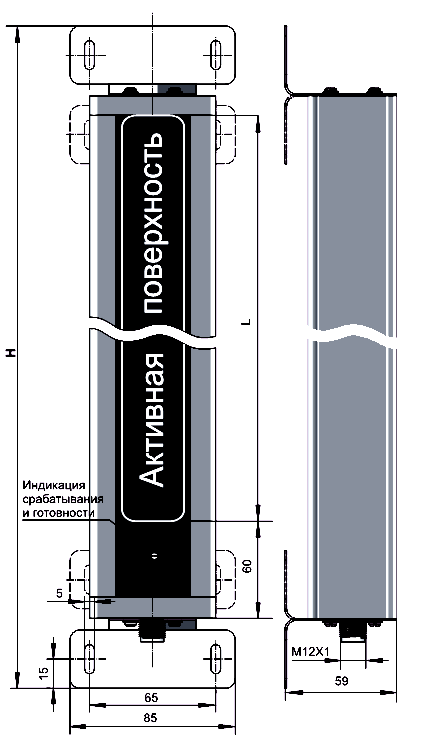 Активная поверхность
H
L
Индикация
срабатывания
и готовности
60
5
15
65
85
M12X1
59